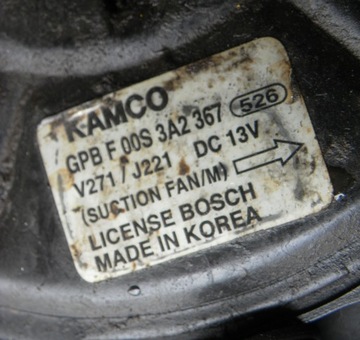 KAMCO
GPB F 00S 3A2 367 526
V271 / J221 DC 13V
(SUCTION FAN/M)
LICENSE BOSCH
MADE IN KOREA